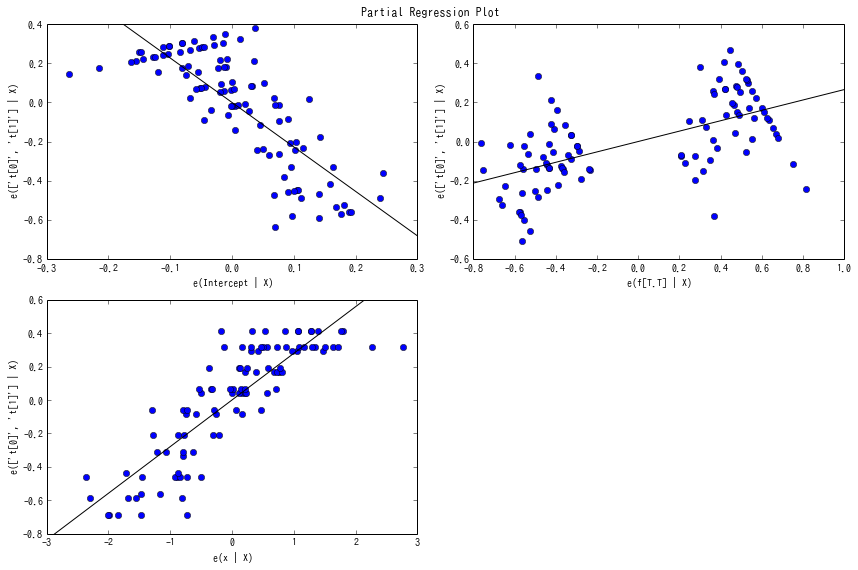 Partial Regression Plot
0.4
0.2
0.0
-0.2
-0.4
-0.6
-0.8
e(['t[0]', 't[1]'] | X)
-0.3 -0.2 -0.1 0.0 0.1 0.2 0.3
e(Intercept | X)
0.6
0.4
0.2
0.0
-0.2
-0.4
-0.6
e(['t[0]', 't[1]'] | X)
-0.8 -0.6 -0.4 -0.2 -0.0 0.2 0.4 0.6 0.8 1.0
e(f[T.T] | X)
0.6
0.4
0.2
0.0
-0.2
-0.4
-0.6
-0.8
e(['t[0]', 't[1]'] | X)
-3 -2 -1 0 1 2 3
e(x | X)